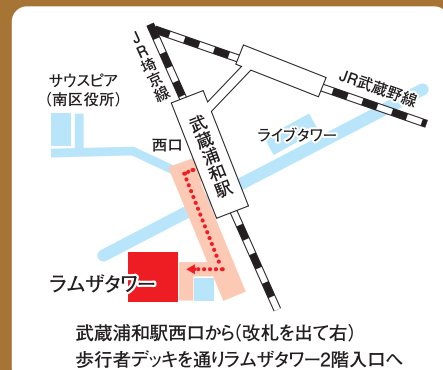 JR埼京線
JR武蔵野線
サウスピア
(南区役所)
西口
武蔵浦和駅
ライブタワー
ラムザタワー
武蔵浦和駅西口から(改札を出て右)
歩行者デッキを通りラムザタワー2階入口へ